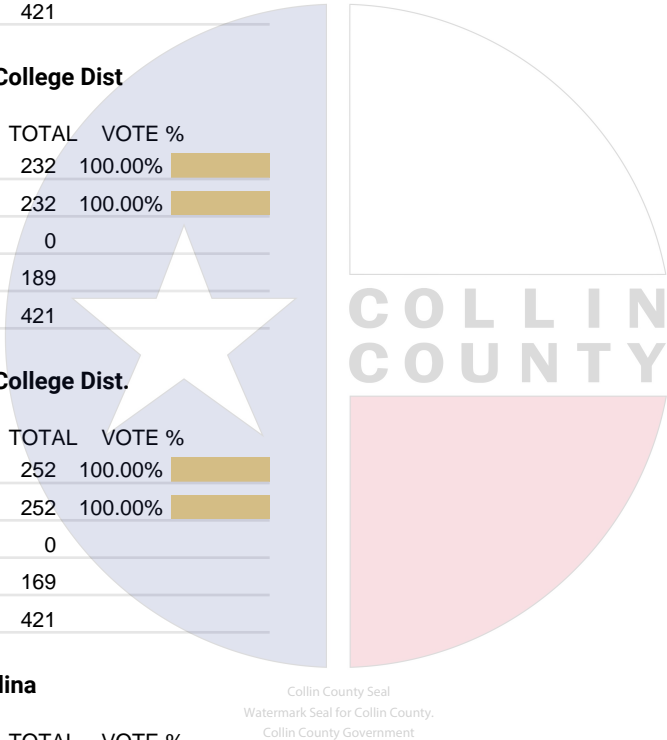 421
College Dist
TOTAL VOTE %
232 100.00%
232 100.00%
0
189
421
COLLIN
COUNTY
College Dist.
TOTAL VOTE %
252 100.00%
252 100.00%
0
169
421
lina
Collin County Seal
Watermark Seal for Collin County.
TOTAL VOTE %
Collin County Government